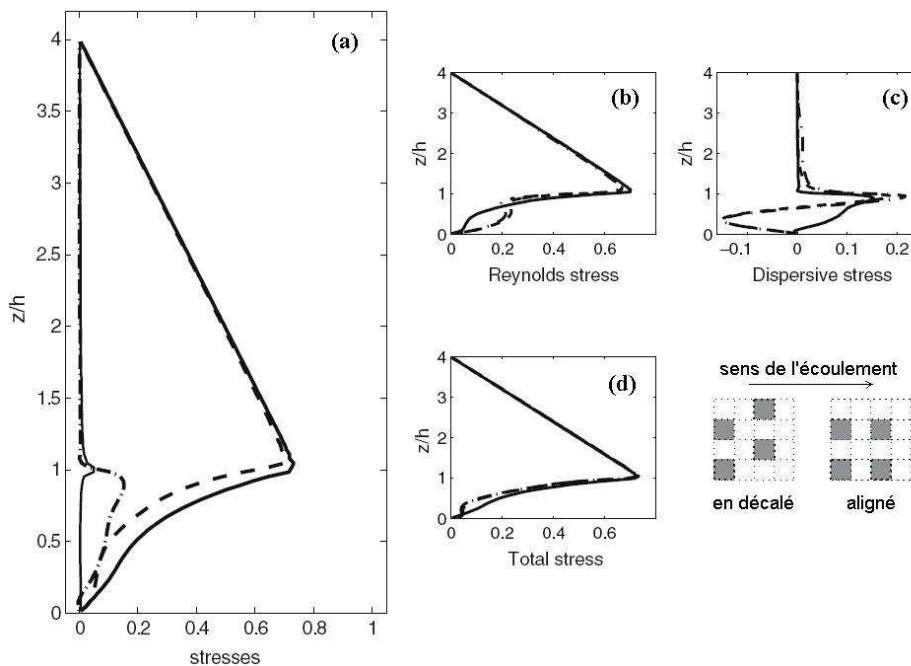 (a)
4
3.5
3
2.5
2
1.5
1
0.5
0
z/h
0 0.2 0.4 0.6 0.8 1
stresses
(b)
4
3
2
1
0
z/h
0 0.2 0.4 0.6
Reynolds stress
(c)
4
3
2
1
0
z/h
−0.1 0 0.1 0.2
Dispersive stress
(d)
4
3
2
1
0
z/h
0 0.2 0.4 0.6
Total stress
sens de l'écoulement
en décalé aligné